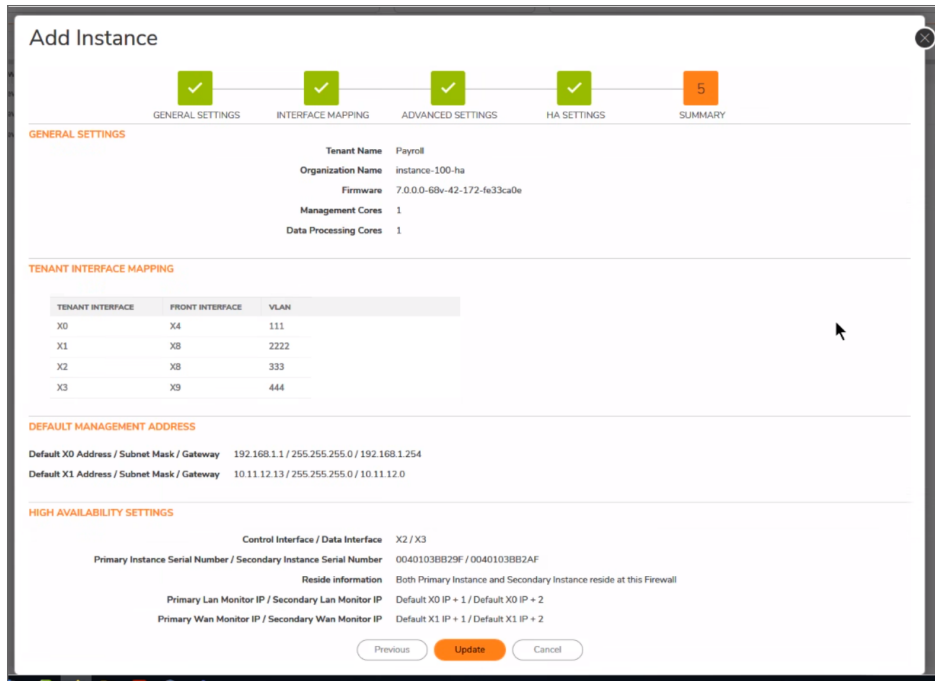 Add Instance
5
GENERAL SETTINGS INTERFACE MAPPING ADVANCED SETTINGS HA SETTINGS SUMMARY
GENERAL SETTINGS
Tenant Name Payroll
Organization Name instance-100-ha
Firmware 7.0.0.0-68v-42-172-fe33ca0e
Management Cores 1
Data Processing Cores 1
TENANT INTERFACE MAPPING
TENANT INTERFACE FRONT INTERFACE VLAN
X0 X4 111
X1 X8 2222
X2 X8 333
X3 X9 444
DEFAULT MANAGEMENT ADDRESS
Default X0 Address / Subnet Mask / Gateway 192.168.1.1 / 255.255.255.0 / 192.168.1.254
Default X1 Address / Subnet Mask / Gateway 10.11.12.13 / 255.255.255.0 / 10.11.12.0
HIGH AVAILABILITY SETTINGS
Control Interface / Data Interface X2 / X3
Primary Instance Serial Number / Secondary Instance Serial Number 0040103BB29F / 0040103BB2AF
Reside information Both Primary Instance and Secondary Instance reside at this Firewall
Primary Lan Monitor IP / Secondary Lan Monitor IP Default X0 IP + 1 / Default X0 IP + 2
Primary Wan Monitor IP / Secondary Wan Monitor IP Default X1 IP + 1 / Default X1 IP + 2
Previous Update Cancel